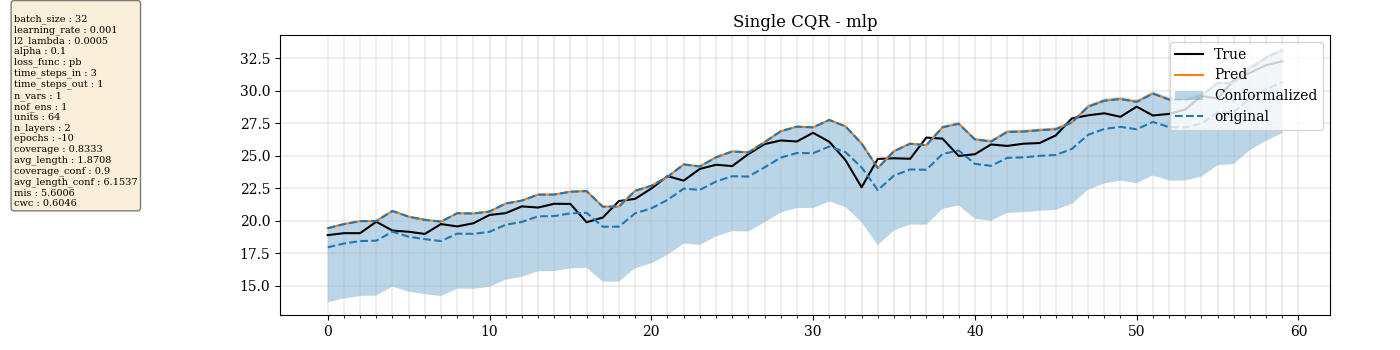 batch_size : 32
learning_rate : 0.001
l2_lambda : 0.0005
alpha : 0.1
loss_func : pb
time_steps_in : 3
time_steps_out : 1
n_vars : 1
nof_ens : 1
units : 64
n_layers : 2
epochs : -10
coverage : 0.8333
avg_length : 1.8708
coverage_conf : 0.9
avg_length_conf : 6.1537
mis : 5.6006
cwc : 0.6046
Single CQR - mlp
True
Pred
Conformalized
original
32.5
30.0
27.5
25.0
22.5
20.0
17.5
15.0
0 10 20 30 40 50 60